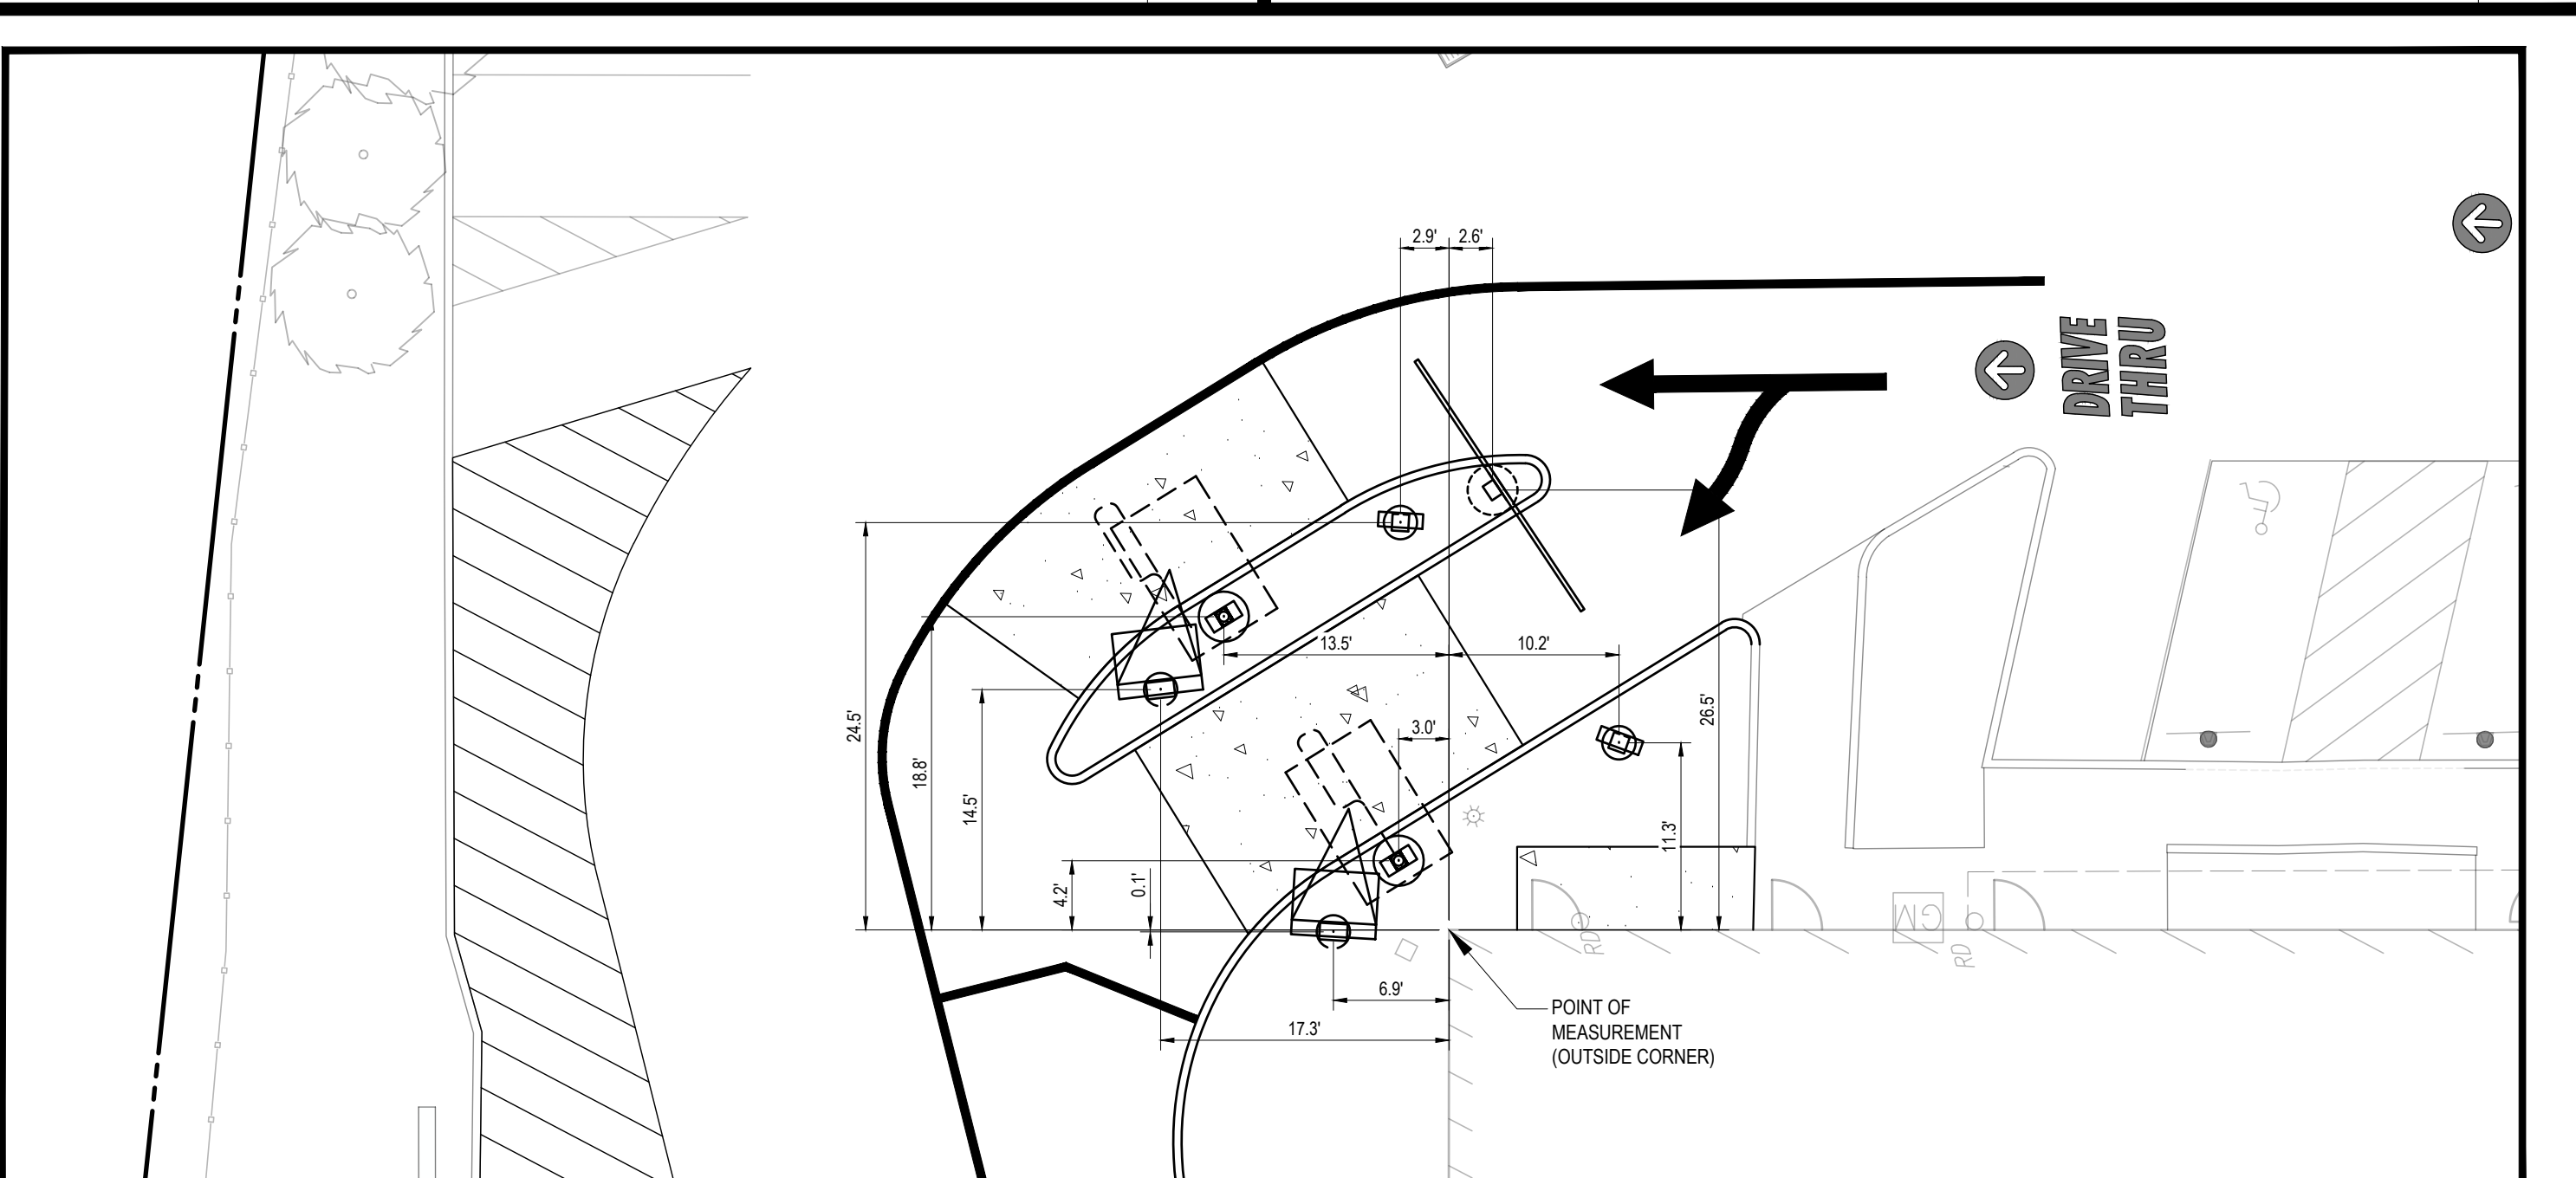 2.9' 2.6'
DRIVE
THRU
13.5' 10.2'
24.5'
18.8'
14.5'
4.2'
0.1'
3.0'
26.5'
11.3'
GM
RD
RD
6.9'
17.3'
POINT OF
MEASUREMENT
(OUTSIDE CORNER)